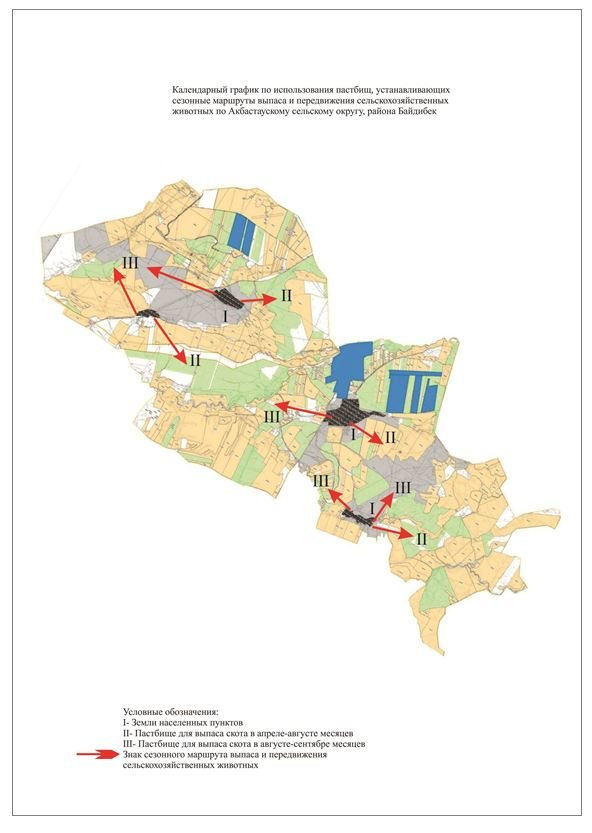 Календарный график по использования пастбищ, устанавливающих
сезонные маршруты выпаса и передвижения сельскохозяйственных
животных по Акбастаускому сельскому округу, района Байдибек
III
II
I
II
III
I
II
III
III
I
II
Условные обозначения:
I- Земли населенных пунктов
II- Пастбище для выпаса скота в апреле-августе месяцев
III- Пастбище для выпаса скота в августе-сентябре месяцев
Знак сезонного маршрута выпаса и передвижения
сельскохозяйственных животных